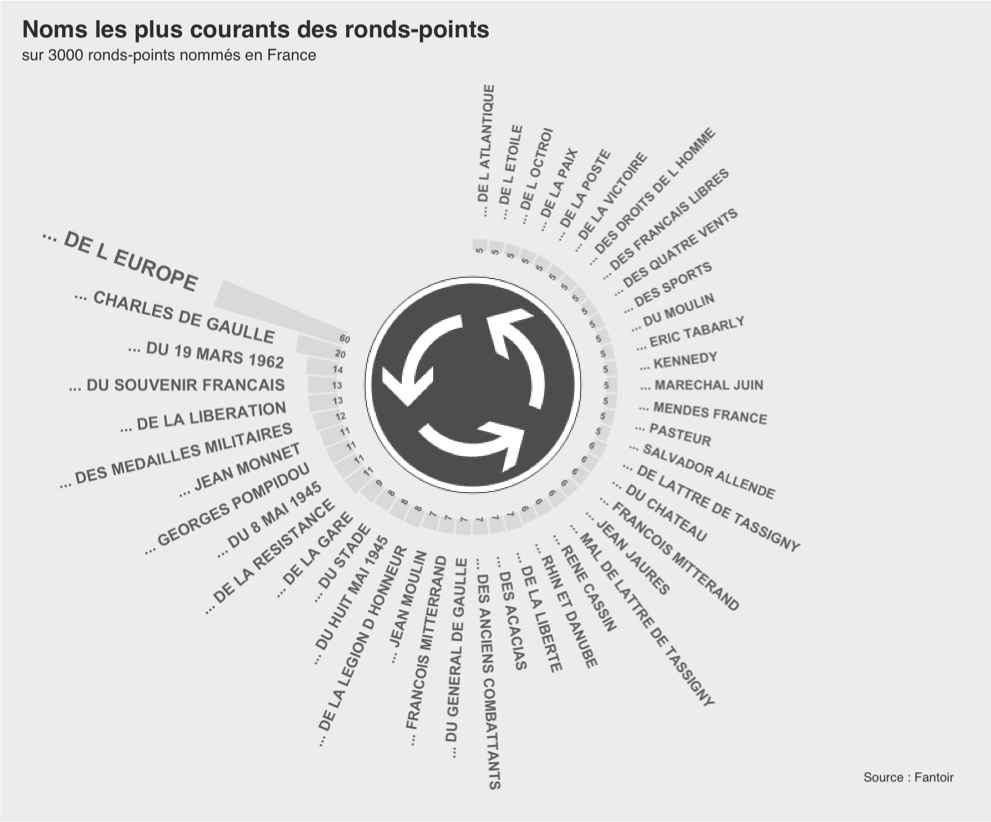 Noms les plus courants des ronds-points
sur 3000 ronds-points nommés en France
... DE L ATLANTIQUE
5
... DE L ETOILE
5
... DE L OCTROI
5
... DE LA PAIX
5
... DE LA POSTE
5
... DE LA VICTOIRE
5
... DES DROITS DE L HOMME
5
... DES FRANCAIS LIBRES
5
... DES QUATRE VENTS
5
... DES SPORTS
5
... DU MOULIN
5
... ERIC TABARLY
5
... KENNEDY
5
... MARECHAL JUIN
5
... MENDES FRANCE
5
... PASTEUR
5
... SALVADOR ALLENDE
5
... DE LATTRE DE TASSIGNY
6
... DU CHATEAU
6
... FRANCOIS MITTERAND
6
... JEAN JAURES
6
... MAL DE LATTRE DE TASSIGNY
6
... RENE CASSIN
6
... RHIN ET DANUBE
6
... DE LA LIBERTE
7
... DES ACACIAS
7
... DES ANCIENS COMBATTANTS
7
... DU GENERAL DE GAULLE
7
... FRANCOIS MITTERRAND
7
... JEAN MOULIN
7
... DE LA LEGION D HONNEUR
8
... DU HUIT MAI 1945
8
... DU STADE
8
... DE LA GARE
9
... DE LA RESISTANCE
11
... DU 8 MAI 1945
11
... GEORGES POMPIDOU
11
... JEAN MONNET
11
... DES MEDAILLES MILITAIRES
12
... DE LA LIBERATION
13
... DU SOUVENIR FRANCAIS
13
... DU 19 MARS 1962
14
... CHARLES DE GAULLE
20
... DE L EUROPE
60
Source : Fantoir